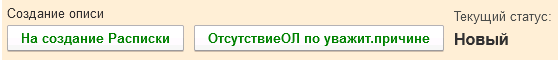 Создание описи
На создание Расписки
ОтсутствиеОЛ по уважит.причине
Текущий статус:
Новый